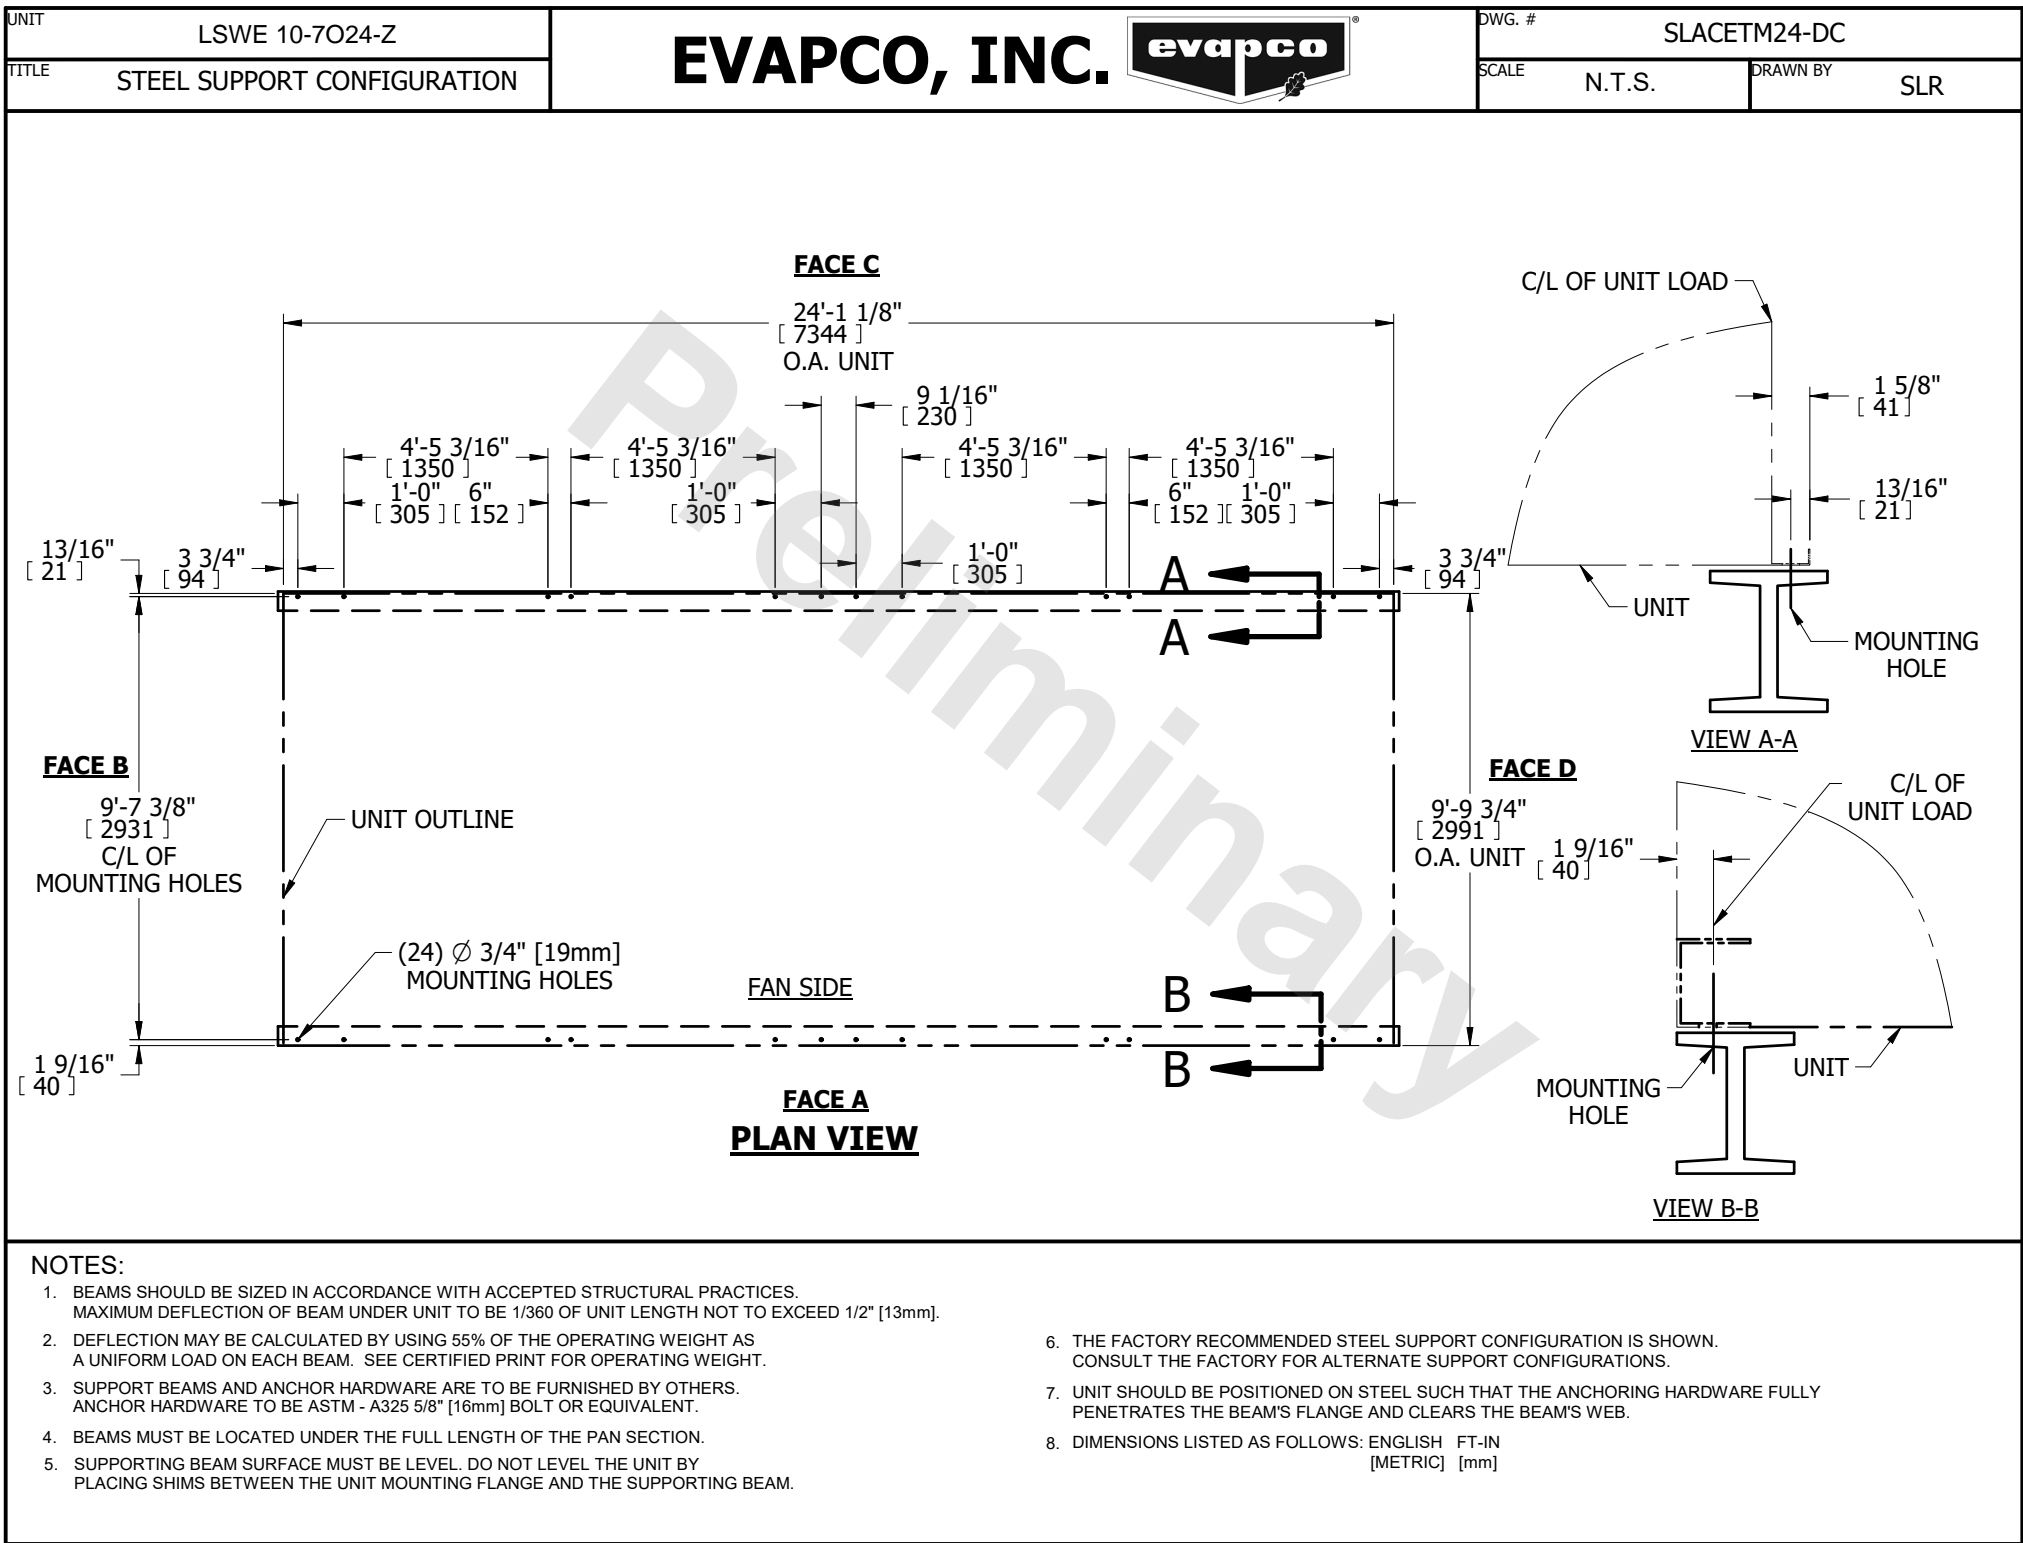 UNIT
LSWE 10-7O24-Z
TITLE
STEEL SUPPORT CONFIGURATION
EVAPCO, INC.
evapco®
DWG. #
SLACETM24-DC
SCALE
N.T.S.
DRAWN BY
SLR
FACE C
24'-1 1/8"
[ 7344 ]
O.A. UNIT
9 1/16"
[ 230 ]
4'-5 3/16"
[ 1350 ]
4'-5 3/16"
[ 1350 ]
4'-5 3/16"
[ 1350 ]
4'-5 3/16"
[ 1350 ]
1'-0"
[ 305 ]
6"
[ 152 ]
1'-0"
[ 305 ]
6"
[ 152 ]
1'-0"
[ 305 ]
13/16"
[ 21 ]
3 3/4"
[ 94 ]
1'-0"
[ 305 ]
3 3/4"
[ 94 ]
A
A
FACE B
9'-7 3/8"
[ 2931 ]
C/L OF
MOUNTING HOLES
UNIT OUTLINE
(24) Ø 3/4" [19mm]
MOUNTING HOLES
FAN SIDE
B
B
1 9/16"
[ 40 ]
FACE A
PLAN VIEW
FACE D
9'-9 3/4"
[ 2991 ]
O.A. UNIT
Preliminary
C/L OF UNIT LOAD
1 5/8"
[ 41 ]
13/16"
[ 21 ]
UNIT
MOUNTING
HOLE
VIEW A-A
C/L OF
UNIT LOAD
1 9/16"
[ 40 ]
UNIT
MOUNTING
HOLE
VIEW B-B
NOTES:
1. BEAMS SHOULD BE SIZED IN ACCORDANCE WITH ACCEPTED STRUCTURAL PRACTICES.
MAXIMUM DEFLECTION OF BEAM UNDER UNIT TO BE 1/360 OF UNIT LENGTH NOT TO EXCEED 1/2" [13mm].
2. DEFLECTION MAY BE CALCULATED BY USING 55% OF THE OPERATING WEIGHT AS
A UNIFORM LOAD ON EACH BEAM. SEE CERTIFIED PRINT FOR OPERATING WEIGHT.
3. SUPPORT BEAMS AND ANCHOR HARDWARE ARE TO BE FURNISHED BY OTHERS.
ANCHOR HARDWARE TO BE ASTM - A325 5/8" [16mm] BOLT OR EQUIVALENT.
4. BEAMS MUST BE LOCATED UNDER THE FULL LENGTH OF THE PAN SECTION.
5. SUPPORTING BEAM SURFACE MUST BE LEVEL. DO NOT LEVEL THE UNIT BY
PLACING SHIMS BETWEEN THE UNIT MOUNTING FLANGE AND THE SUPPORTING BEAM.
6. THE FACTORY RECOMMENDED STEEL SUPPORT CONFIGURATION IS SHOWN.
CONSULT THE FACTORY FOR ALTERNATE SUPPORT CONFIGURATIONS.
7. UNIT SHOULD BE POSITIONED ON STEEL SUCH THAT THE ANCHORING HARDWARE FULLY
PENETRATES THE BEAM'S FLANGE AND CLEARS THE BEAM'S WEB.
8. DIMENSIONS LISTED AS FOLLOWS: ENGLISH FT-IN
[METRIC] [mm]